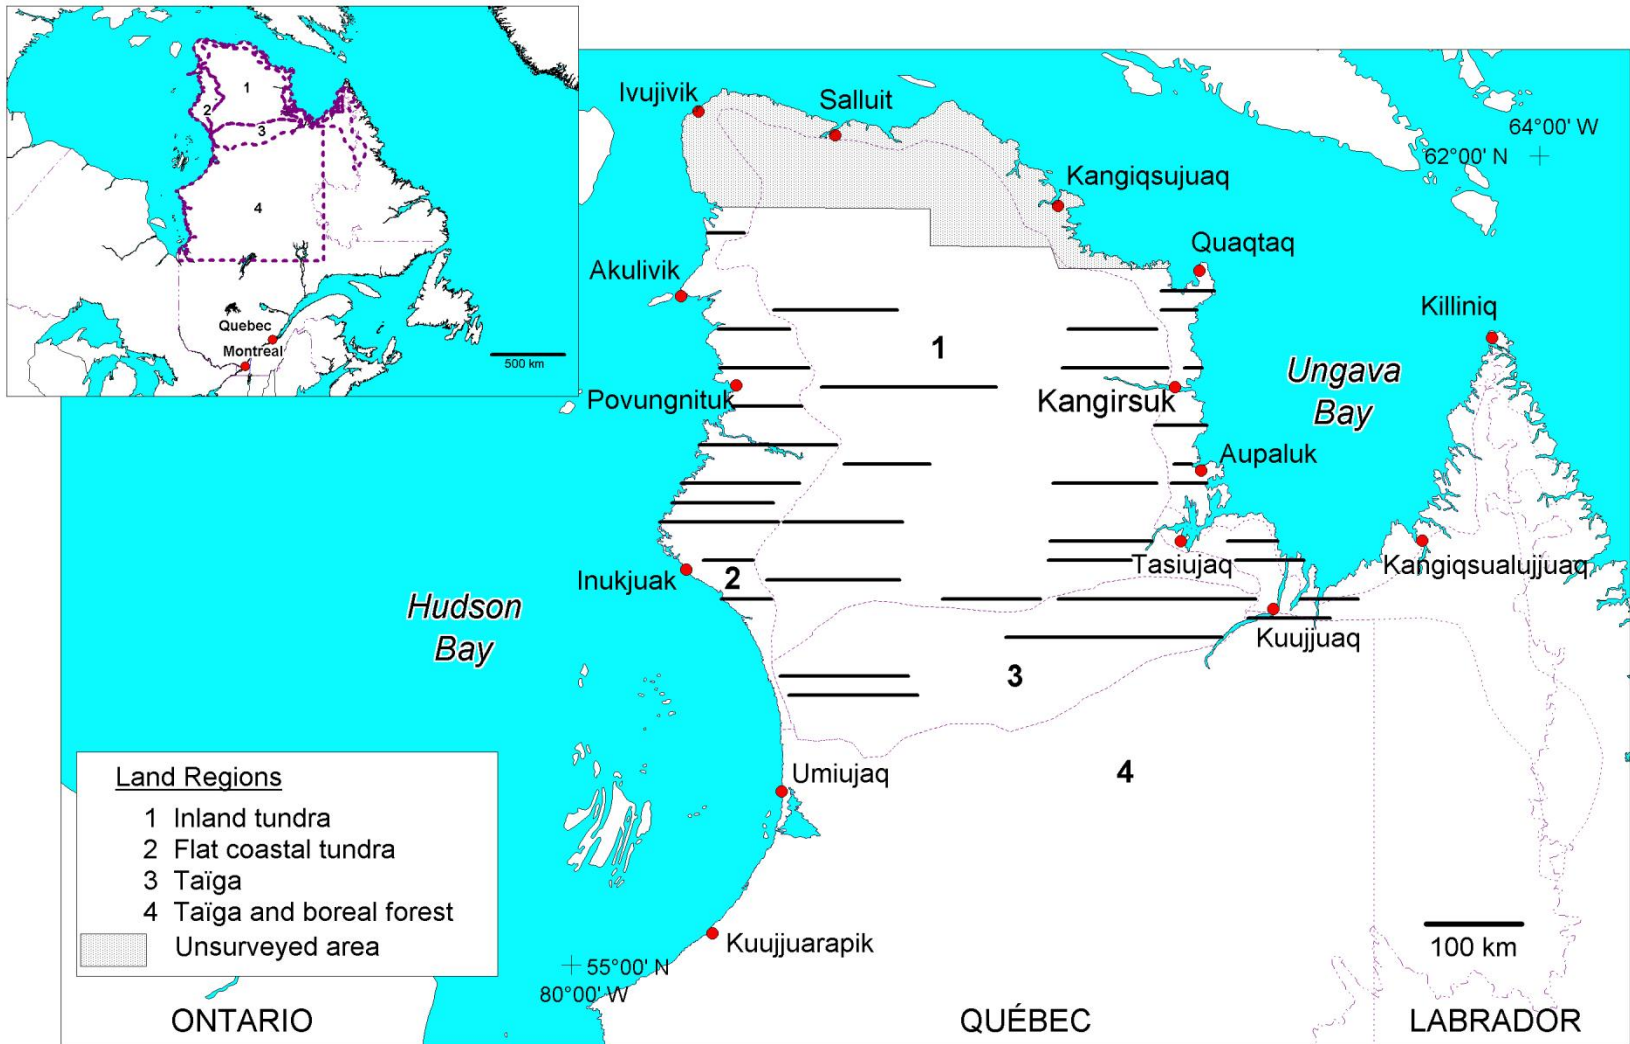 1
2
3
4
Quebec
Montreal
500 km
Ivujivik
Salluit
64°00' W
62°00' N
Kangiqsujuaq
Quaqtaq
Akulivik
Killiniq
1
Ungava
Bay
Povungnituk
Kangirsuk
Aupaluk
Inukjuak
2
Tasiujaq
Kangiqsualujjuaq
Hudson
Bay
Kuujjuaq
3
Land Regions
1 Inland tundra
2 Flat coastal tundra
3 Taïga
4 Taïga and boreal forest
Unsurveyed area
Umiujaq
4
Kuujjuarapik
100 km
55°00' N
80°00' W
ONTARIO
QUÉBEC
LABRADOR